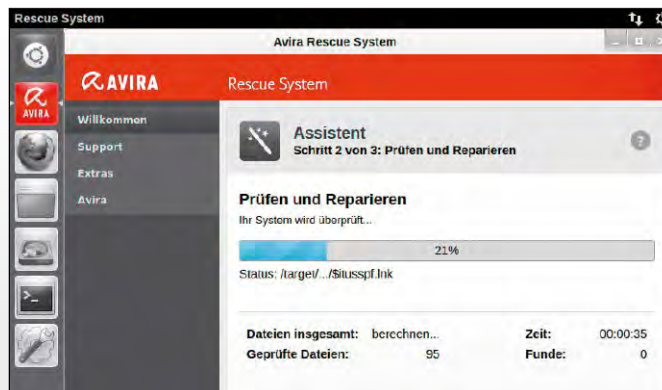 Rescue System
Avira Rescue System
AVIRA
Rescue System
AVIRA
Willkommen
Support
Extras
Avira
Assistent
Schritt 2 von 3: Prüfen und Reparieren
?
Prüfen und Reparieren
Ihr System wird überprüft...
21%
Status: /target/.../$itusspf.lnk
Dateien insgesamt: berechnen... Zeit: 00:00:35
Geprüfte Dateien: 95 Funde: 0